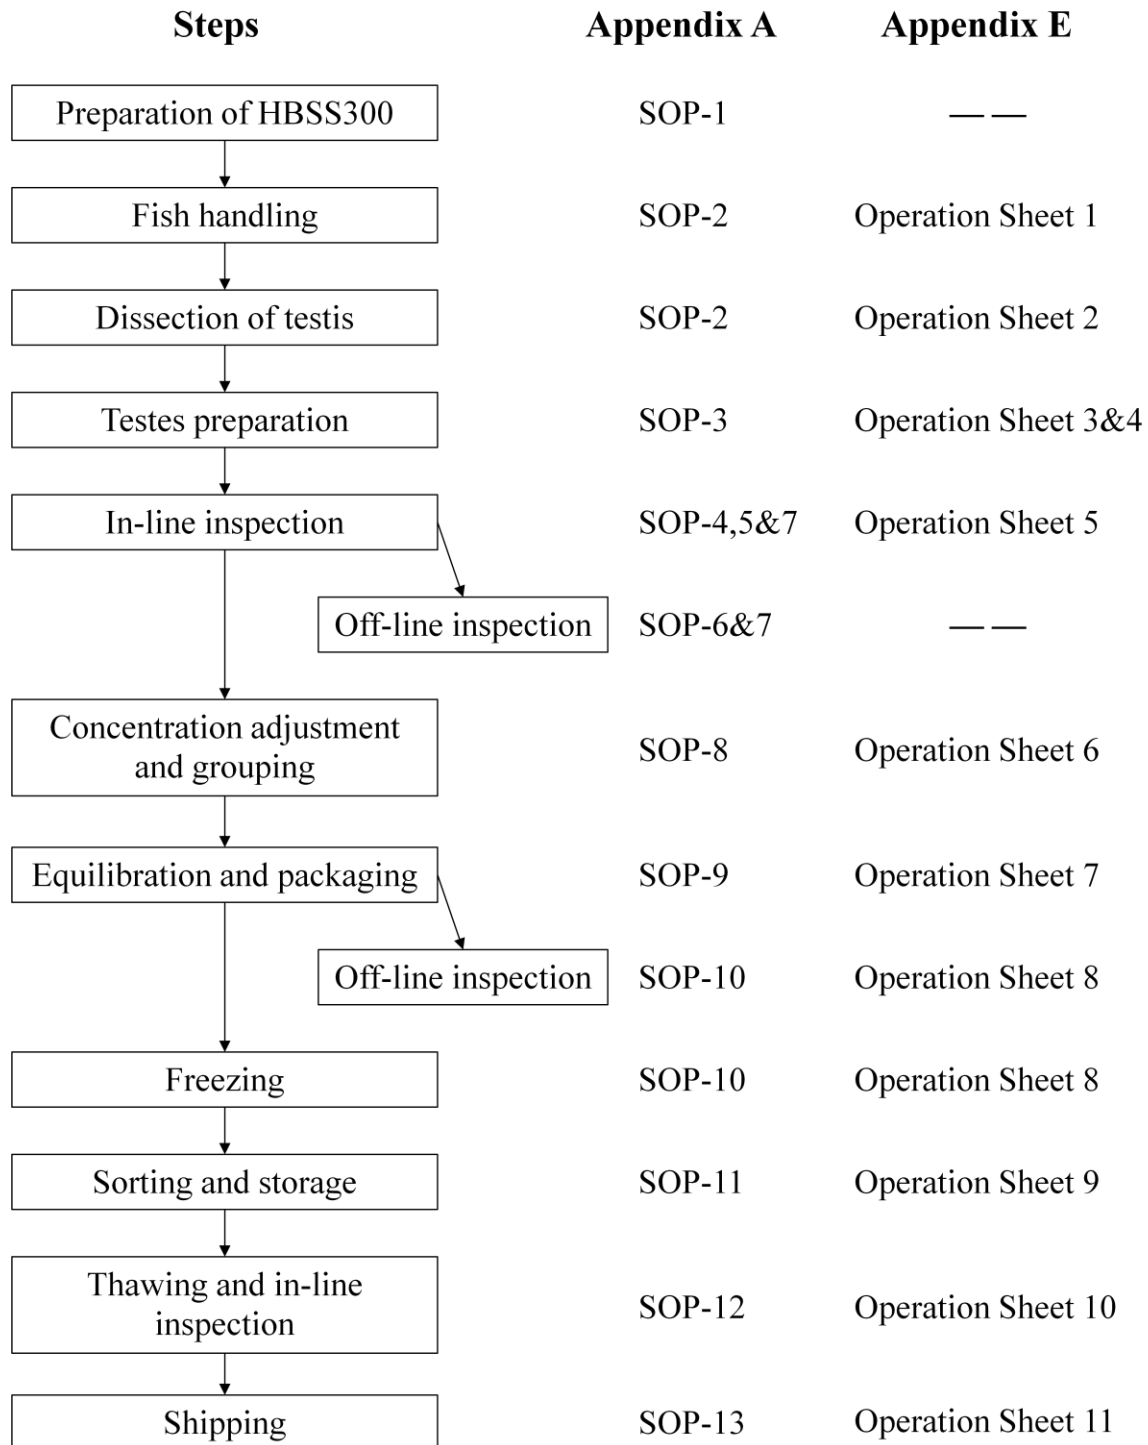 Steps Appendix A Appendix E
Preparation of HBSS300 SOP-1 — —
Fish handling SOP-2 Operation Sheet 1
Dissection of testis SOP-2 Operation Sheet 2
Testes preparation SOP-3 Operation Sheet 3&4
In-line inspection SOP-4,5&7 Operation Sheet 5
Off-line inspection SOP-6&7 — —
Concentration adjustment
and grouping SOP-8 Operation Sheet 6
Equilibration and packaging SOP-9 Operation Sheet 7
Off-line inspection SOP-10 Operation Sheet 8
Freezing SOP-10 Operation Sheet 8
Sorting and storage SOP-11 Operation Sheet 9
Thawing and in-line
inspection SOP-12 Operation Sheet 10
Shipping SOP-13 Operation Sheet 11